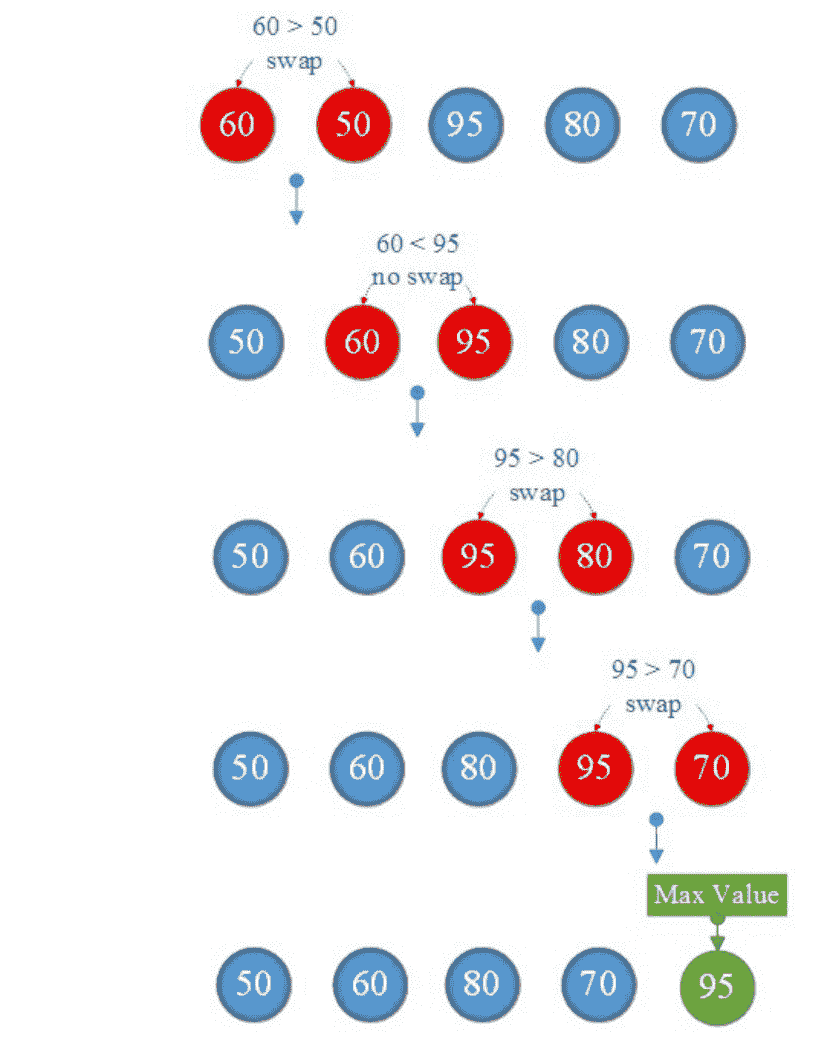 60 > 50
swap
60 50 95 80 70
60 < 95
no swap
50 60 95 80 70
95 > 80
swap
50 60 95 80 70
95 > 70
swap
50 60 80 95 70
Max Value
50 60 80 70 95